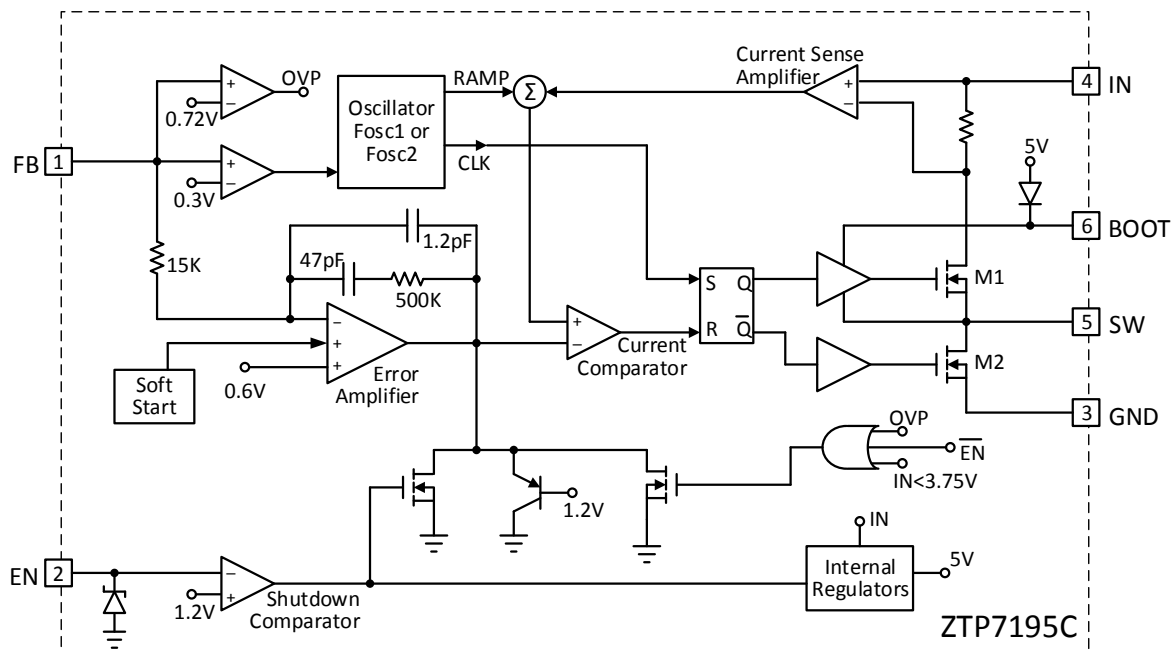 Current Sense
Amplifier
OVP
RAMP
Σ
+
−
4
IN
+
−
0.72V
Oscillator
Fosc1 or
Fosc2
FB
1
5V
CLK
+
−
0.3V
6
BOOT
1.2pF
15K
47pF
500K
S
Q
R
Q̅
M1
−
+
+
+
−
5
SW
Current
Comparator
M2
Soft
Start
0.6V
Error
Amplifier
3
GND
OVP
E̅N̅
IN<3.75V
1.2V
IN
EN
2
−
+
1.2V
Shutdown
Comparator
Internal
Regulators
5V
ZTP7195C